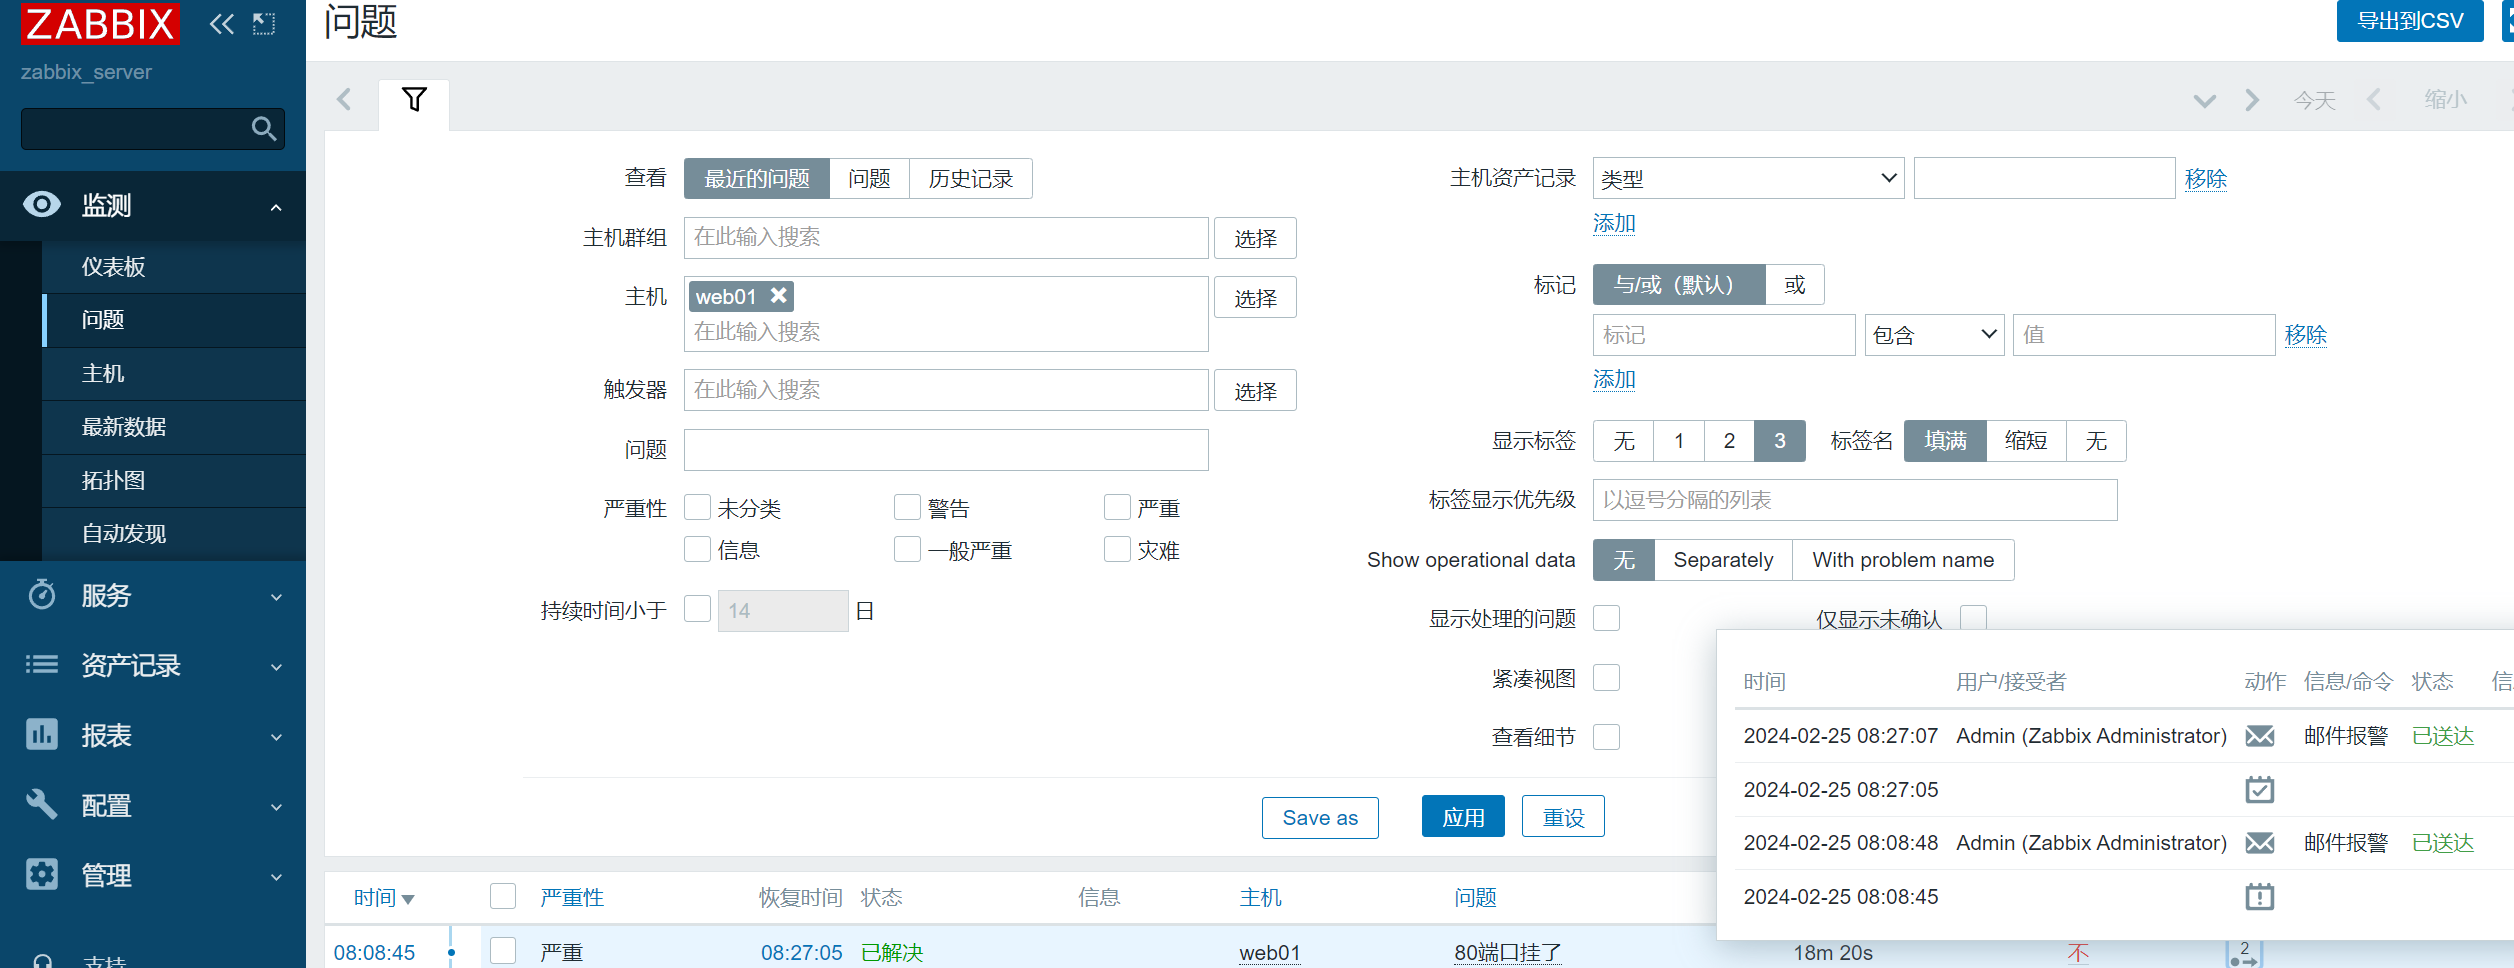 ZABBIX
zabbix_server
监测
仪表板
问题
主机
最新数据
拓扑图
自动发现
服务
资产记录
报表
配置
管理
支持
问题
导出到CSV
今天
缩小
查看 最近的问题 问题 历史记录
主机群组 在此输入搜索 选择
主机 web01 选择
在此输入搜索
触发器 在此输入搜索 选择
问题
严重性 未分类 警告 严重
信息 一般严重 灾难
持续时间小于 14 日
主机资产记录 类型 移除
添加
标记 与/或（默认） 或
标记 包含 值 移除
添加
显示标签 无 1 2 3 标签名 填满 缩短 无
标签显示优先级 以逗号分隔的列表
Show operational data 无 Separately With problem name
显示处理的问题 仅显示未确认
紧凑视图
查看细节
Save as 应用 重设
时间 用户/接受者 动作 信息/命令 状态
2024-02-25 08:27:07 Admin (Zabbix Administrator) 邮件报警 已送达
2024-02-25 08:27:05
2024-02-25 08:08:48 Admin (Zabbix Administrator) 邮件报警 已送达
2024-02-25 08:08:45
时间 严重性 恢复时间 状态 信息 主机 问题
08:08:45 严重 08:27:05 已解决 web01 80端口挂了 18m 20s 不 2